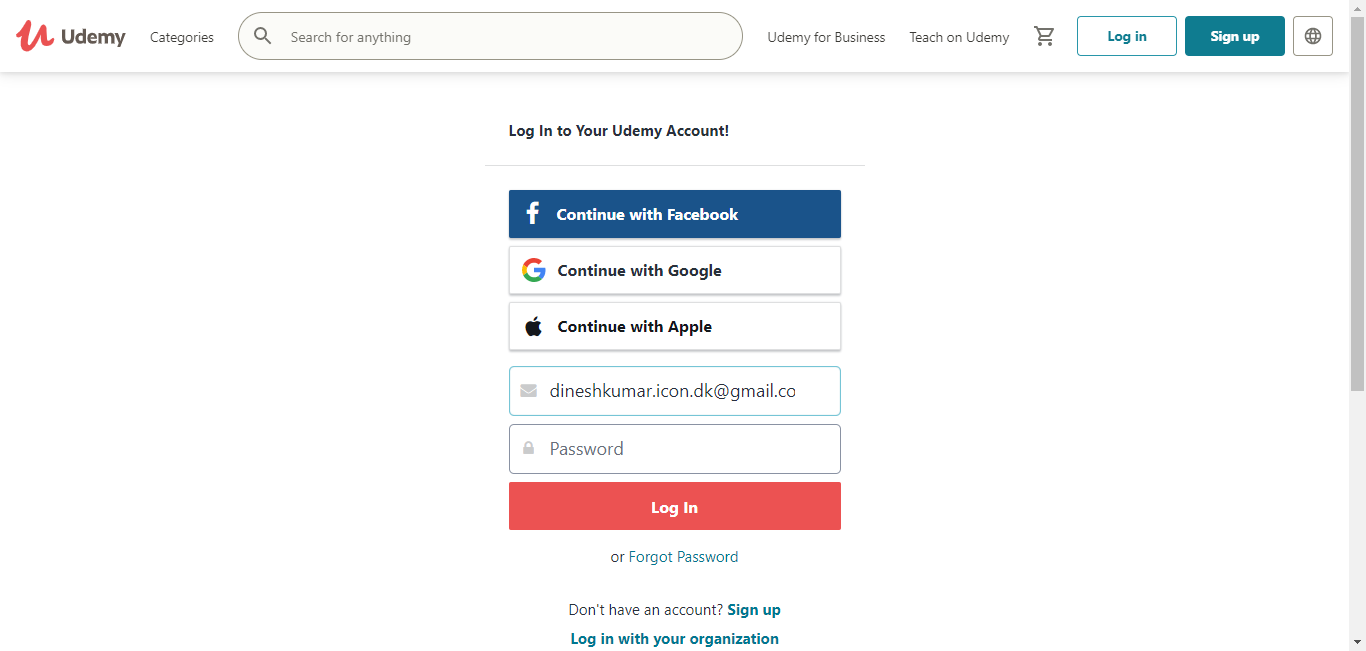 Udemy
Categories
Search for anything
Udemy for Business
Teach on Udemy
Log in
Sign up
Log In to Your Udemy Account!
Continue with Facebook
Continue with Google
Continue with Apple
dineshkumar.icon.dk@gmail.co
Password
Log In
or Forgot Password
Don't have an account? Sign up
Log in with your organization